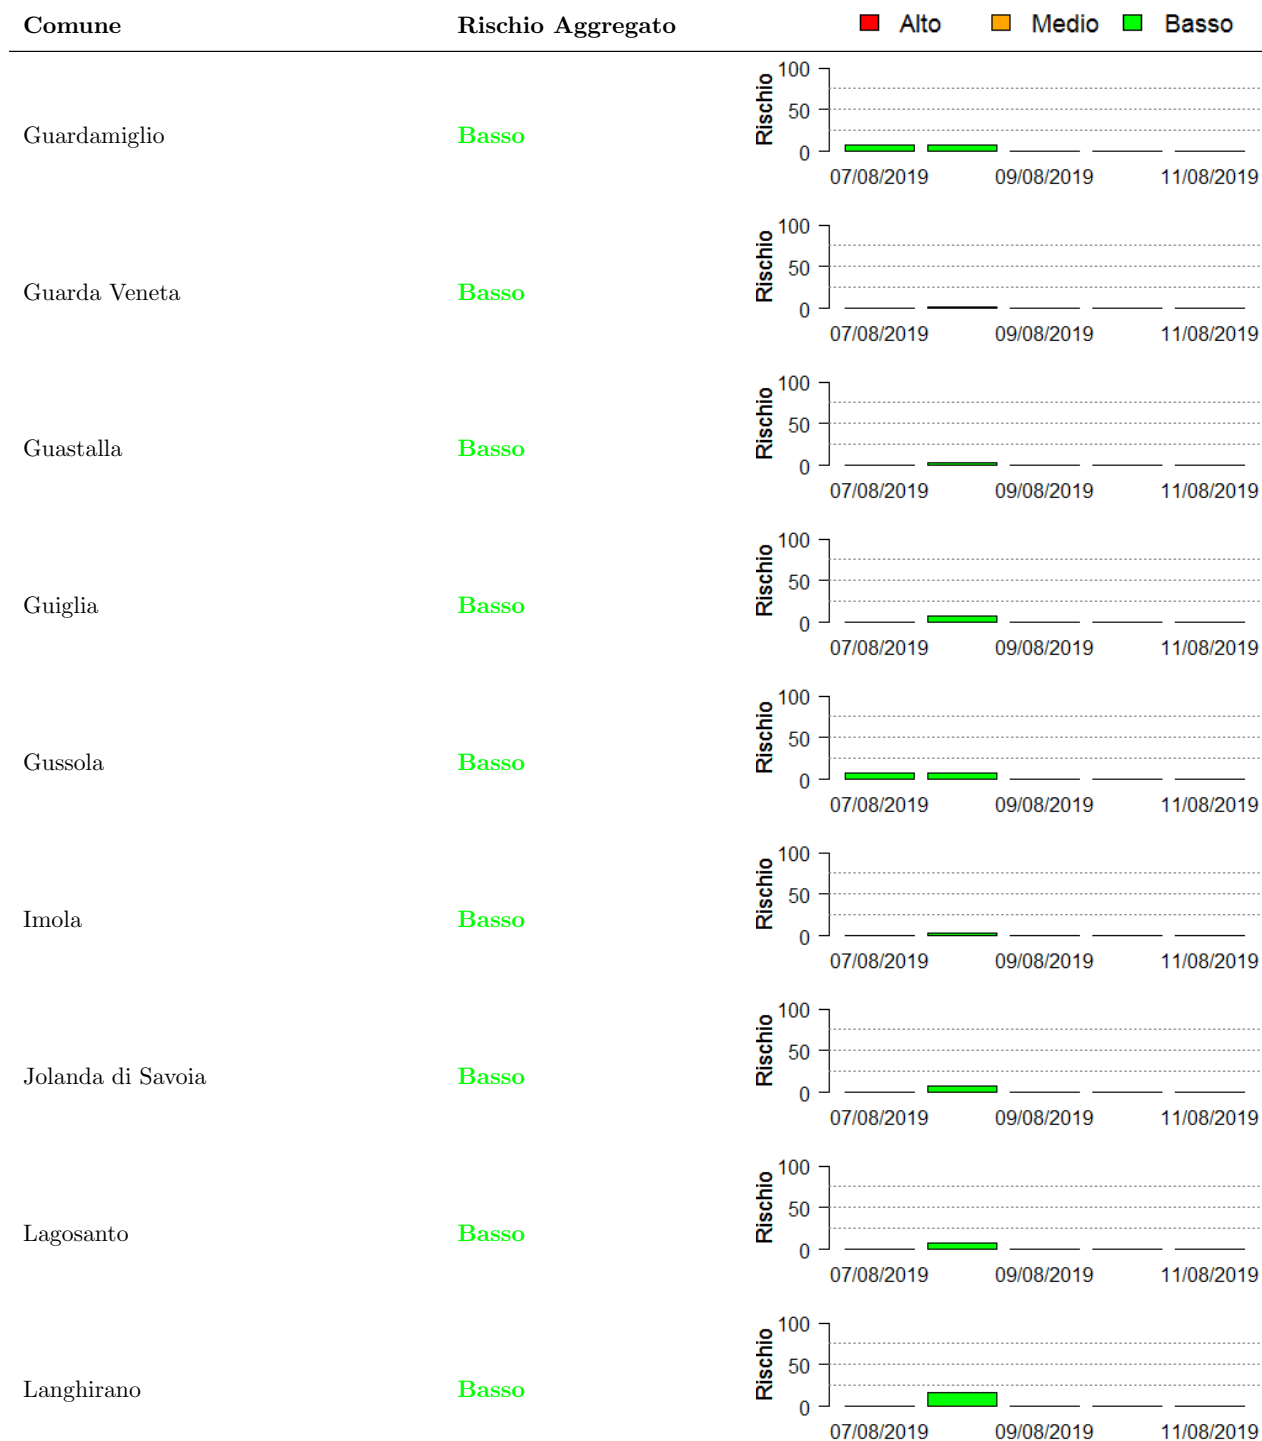 Comune Rischio Aggregato Alto Medio Basso
100
50
0
Rischio
Guardamiglio Basso
07/08/2019 09/08/2019 11/08/2019
100
50
0
Rischio
Guarda Veneta Basso
07/08/2019 09/08/2019 11/08/2019
100
50
0
Rischio
Guastalla Basso
07/08/2019 09/08/2019 11/08/2019
100
50
0
Rischio
Guiglia Basso
07/08/2019 09/08/2019 11/08/2019
100
50
0
Rischio
Gussola Basso
07/08/2019 09/08/2019 11/08/2019
100
50
0
Rischio
Imola Basso
07/08/2019 09/08/2019 11/08/2019
100
50
0
Rischio
Jolanda di Savoia Basso
07/08/2019 09/08/2019 11/08/2019
100
50
0
Rischio
Lagosanto Basso
07/08/2019 09/08/2019 11/08/2019
100
50
0
Rischio
Langhirano Basso
07/08/2019 09/08/2019 11/08/2019